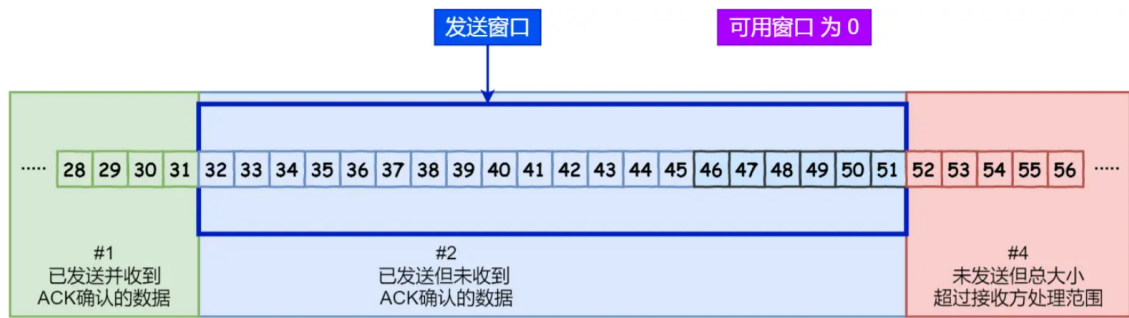 发送窗口
可用窗口 为 0
····· 28 29 30 31 32 33 34 35 36 37 38 39 40 41 42 43 44 45 46 47 48 49 50 51 52 53 54 55 56 ·····
#1
已发送并收到
ACK确认的数据
#2
已发送但未收到
ACK确认的数据
#4
未发送但总大小
超过接收方处理范围